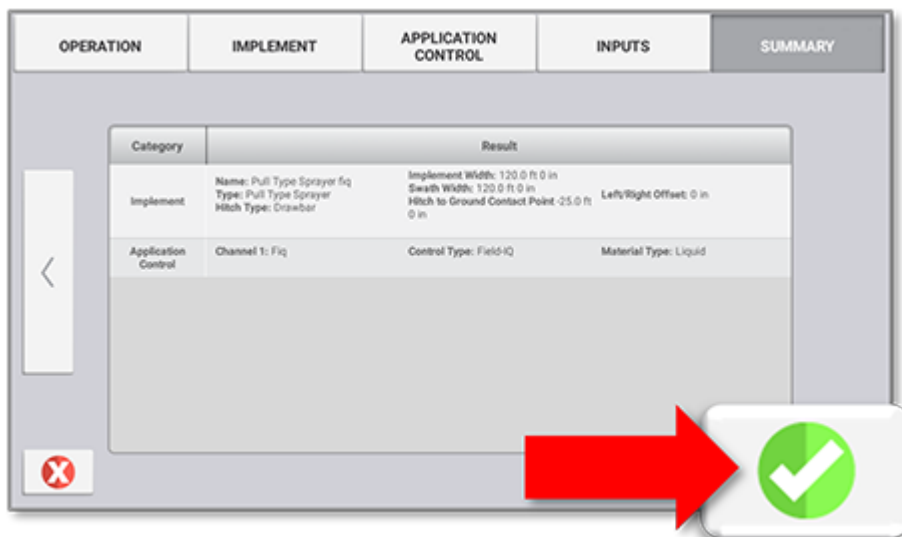 OPERATION
IMPLEMENT
APPLICATION
CONTROL
INPUTS
SUMMARY
Category
Result
Implement
Name: Pull Type Sprayer fiq
Type: Pull Type Sprayer
Hitch Type: Drawbar
Implement Width: 120.0 ft 0 in
Swath Width: 120.0 ft 0 in
Hitch to Ground Contact Point -25.0 ft
0 in
Left/Right Offset: 0 in
Application
Control
Channel 1: Fiq
Control Type: Field-IQ
Material Type: Liquid